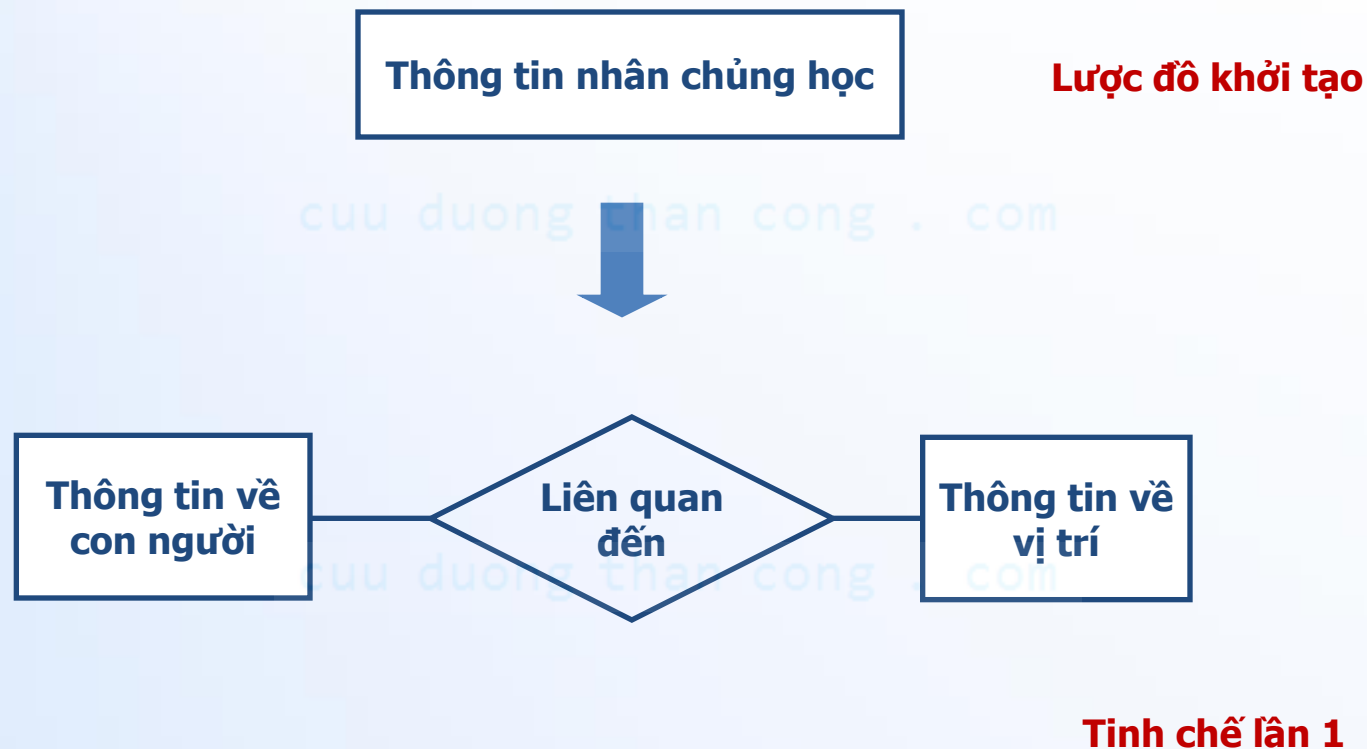 Thông tin nhân chủng học
Lược đồ khởi tạo
cuu duong than cong . com
Thông tin về
con người
Liên quan
đến
Thông tin về
vị trí
cuu duong than cong . com
Tinh chế lần 1